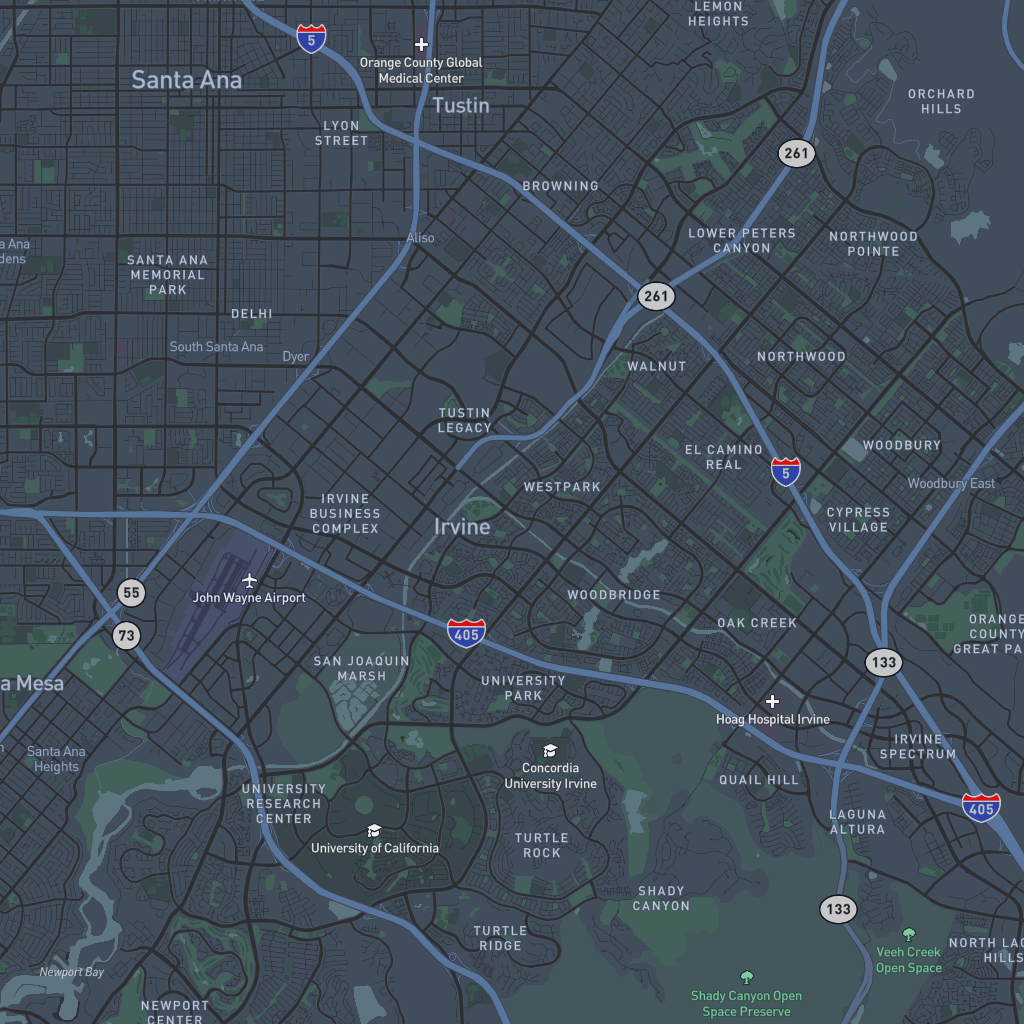 LEMON
HEIGHTS
5
Orange County Global
Medical Center
Santa Ana
Tustin
ORCHARD
HILLS
LYON
STREET
261
BROWNING
Aliso
LOWER PETERS
CANYON
NORTHWOOD
POINTE
a Ana
dens
SANTA ANA
MEMORIAL
PARK
261
DELHI
South Santa Ana
Dyer
WALNUT
NORTHWOOD
TUSTIN
LEGACY
EL CAMINO
REAL
WOODBURY
5
Woodbury East
WESTPARK
IRVINE
BUSINESS
COMPLEX
CYPRESS
VILLAGE
Irvine
John Wayne Airport
55
WOODBRIDGE
73
405
OAK CREEK
ORANGE
COUNTY
GREAT PA
133
SAN JOAQUIN
MARSH
a Mesa
UNIVERSITY
PARK
Hoag Hospital Irvine
n
Santa Ana
Heights
IRVINE
SPECTRUM
Concordia
University Irvine
QUAIL HILL
UNIVERSITY
RESEARCH
CENTER
405
LAGUNA
ALTURA
University of California
TURTLE
ROCK
SHADY
CANYON
133
TURTLE
RIDGE
NORTH LAG
HILLS
Veeh Creek
Open Space
Newport Bay
Shady Canyon Open
Space Preserve
NEWPORT
CENTER